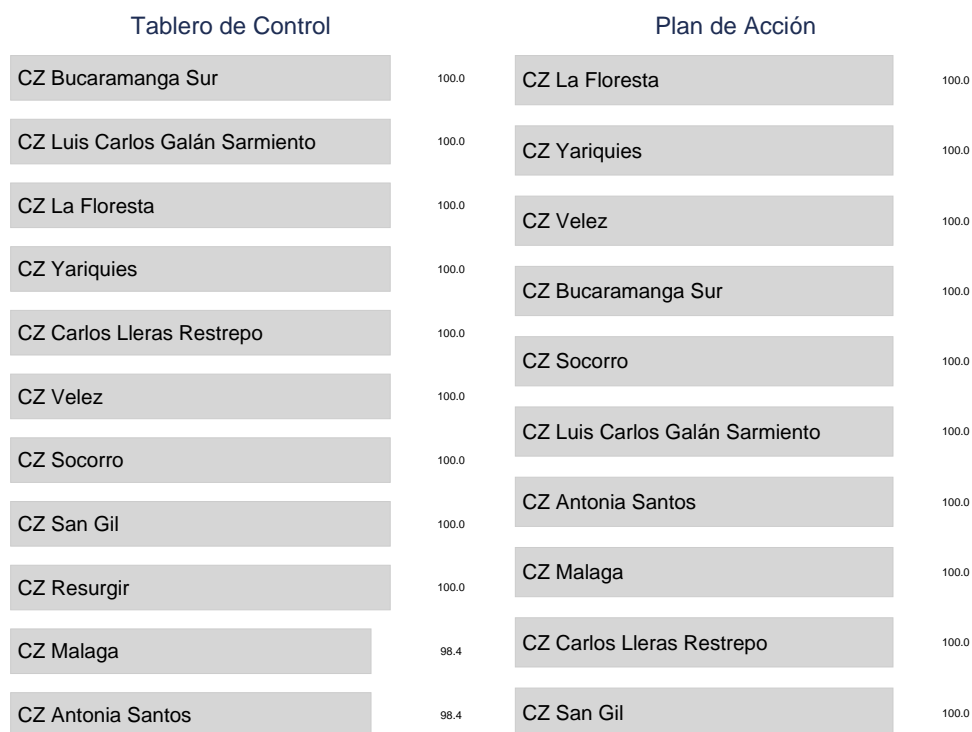 Tablero de Control
CZ Bucaramanga Sur 100.0
CZ Luis Carlos Galán Sarmiento 100.0
CZ La Floresta 100.0
CZ Yariquies 100.0
CZ Carlos Lleras Restrepo 100.0
CZ Velez 100.0
CZ Socorro 100.0
CZ San Gil 100.0
CZ Resurgir 100.0
CZ Malaga 98.4
CZ Antonia Santos 98.4
Plan de Acción
CZ La Floresta 100.0
CZ Yariquies 100.0
CZ Velez 100.0
CZ Bucaramanga Sur 100.0
CZ Socorro 100.0
CZ Luis Carlos Galán Sarmiento 100.0
CZ Antonia Santos 100.0
CZ Malaga 100.0
CZ Carlos Lleras Restrepo 100.0
CZ San Gil 100.0